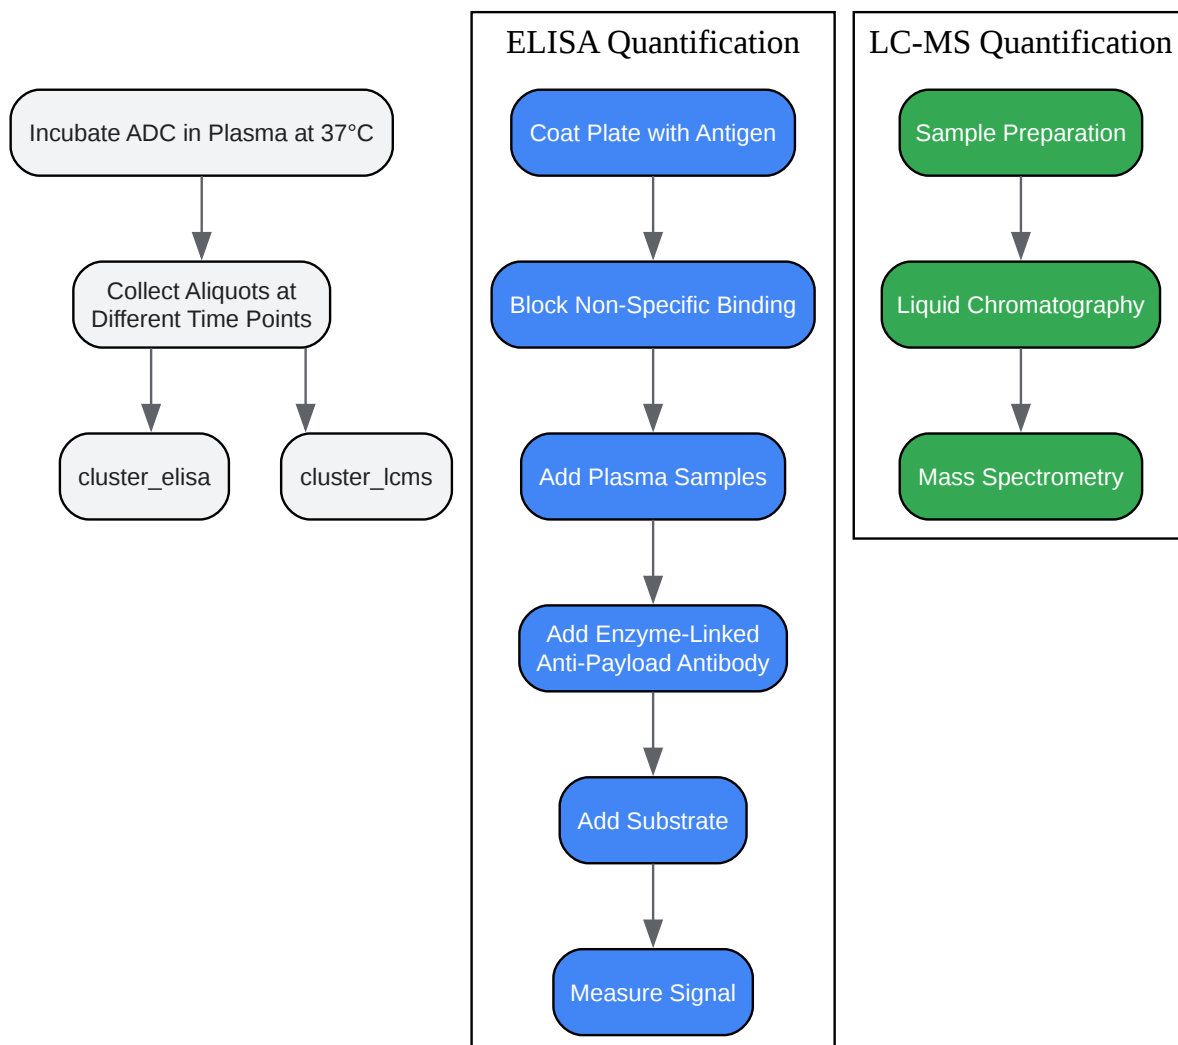 Incubate ADC in Plasma at 37°C
Collect Aliquots at
Different Time Points
cluster_elisa
cluster_lcms
ELISA Quantification
Coat Plate with Antigen
Block Non-Specific Binding
Add Plasma Samples
Add Enzyme-Linked
Anti-Payload Antibody
Add Substrate
Measure Signal
LC-MS Quantification
Sample Preparation
Liquid Chromatography
Mass Spectrometry